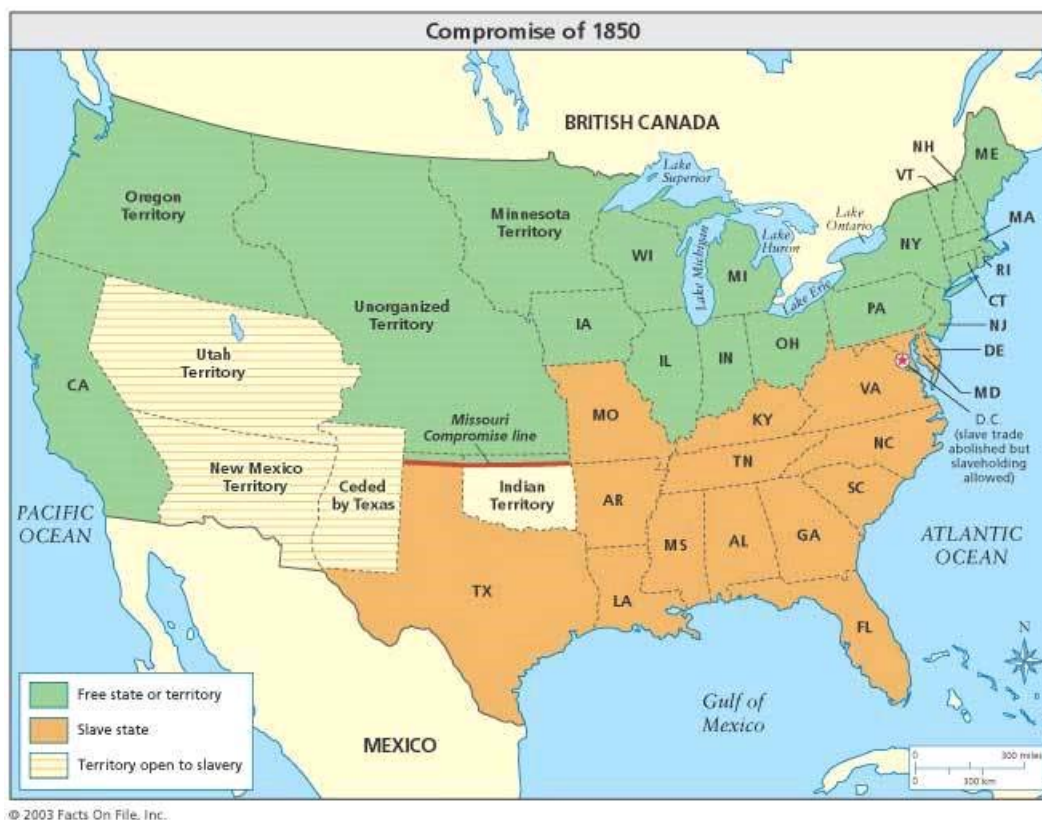 Compromise of 1850
BRITISH CANADA
NH
ME
VT
Lake
Superior
Oregon
Territory
Minnesota
Territory
Lake
Ontario
MA
Lake
Huron
NY
WI
Lake Michigan
MI
RI
Lake Erie
CT
Unorganized
Territory
PA
NJ
IA
OH
DE
Utah
Territory
IL
IN
CA
VA
MD
MO
KY
D.C.
(slave trade
abolished but
slaveholding
allowed)
Missouri
Compromise line
NC
TN
New Mexico
Territory
Ceded
by Texas
Indian
Territory
AR
SC
PACIFIC
OCEAN
MS
AL
GA
ATLANTIC
OCEAN
TX
LA
FL
N
Free state or territory
Slave state
Territory open to slavery
MEXICO
Gulf of
Mexico
0 300 miles
0 300 km
© 2003 Facts On File, Inc.